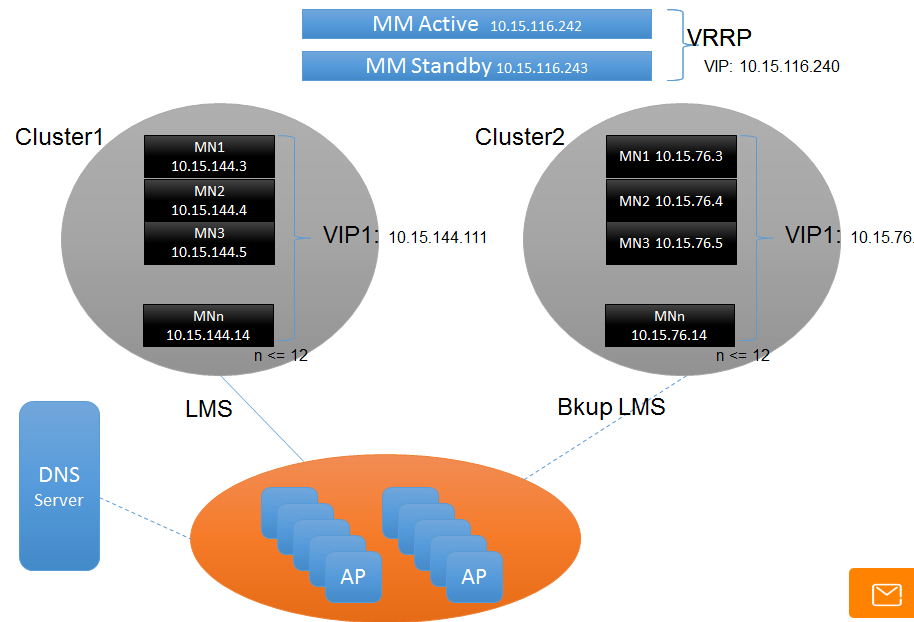 MM Active 10.15.116.242
MM Standby 10.15.116.243
VRRP
VIP: 10.15.116.240
Cluster1
MN1
10.15.144.3
MN2
10.15.144.4
MN3
10.15.144.5
MNn
10.15.144.14
n <= 12
VIP1: 10.15.144.111
Cluster2
MN1 10.15.76.3
MN2 10.15.76.4
MN3 10.15.76.5
MNn
10.15.76.14
n <= 12
VIP1: 10.15.76.
LMS
Bkup LMS
DNS
Server
AP
AP